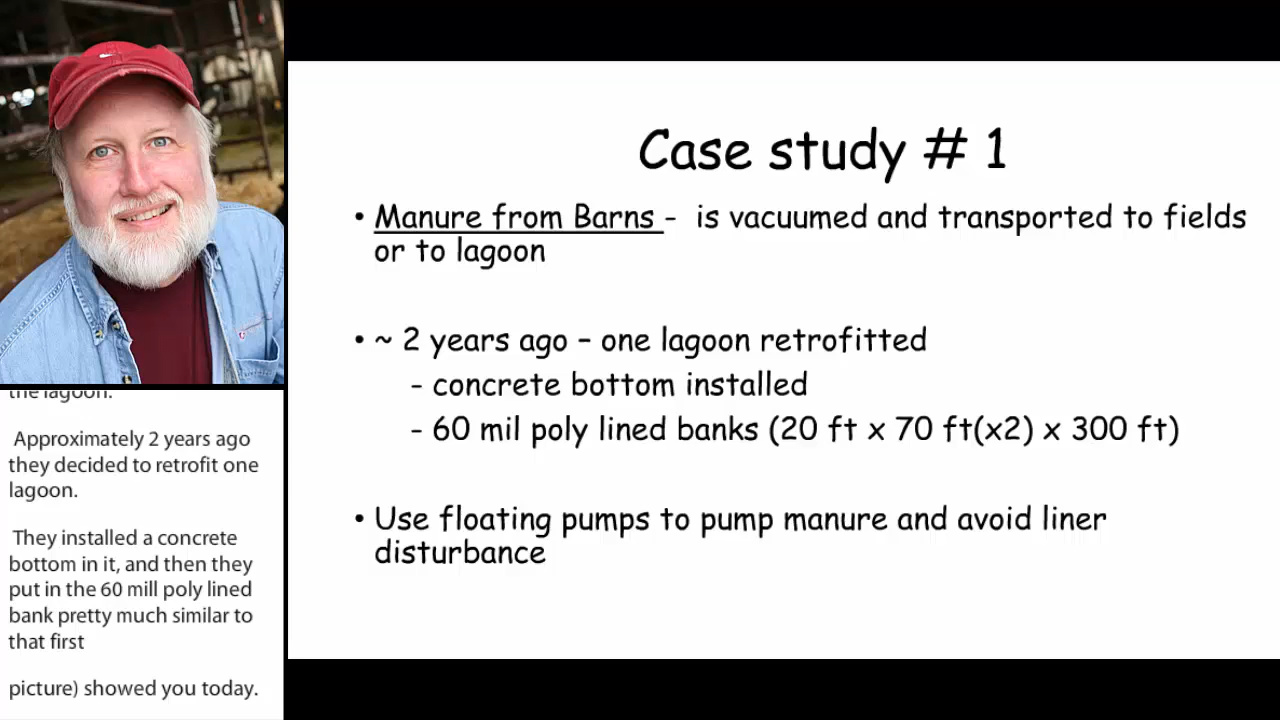 Case study # 1
• Manure from Barns - is vacuumed and transported to fields
or to lagoon
• ~ 2 years ago – one lagoon retrofitted
- concrete bottom installed
- 60 mil poly lined banks (20 ft x 70 ft(x2) x 300 ft)
• Use floating pumps to pump manure and avoid liner
disturbance
the lagoon.
Approximately 2 years ago
they decided to retrofit one
lagoon.
They installed a concrete
bottom in it, and then they
put in the 60 mill poly lined
bank pretty much similar to
that first
picture) showed you today.